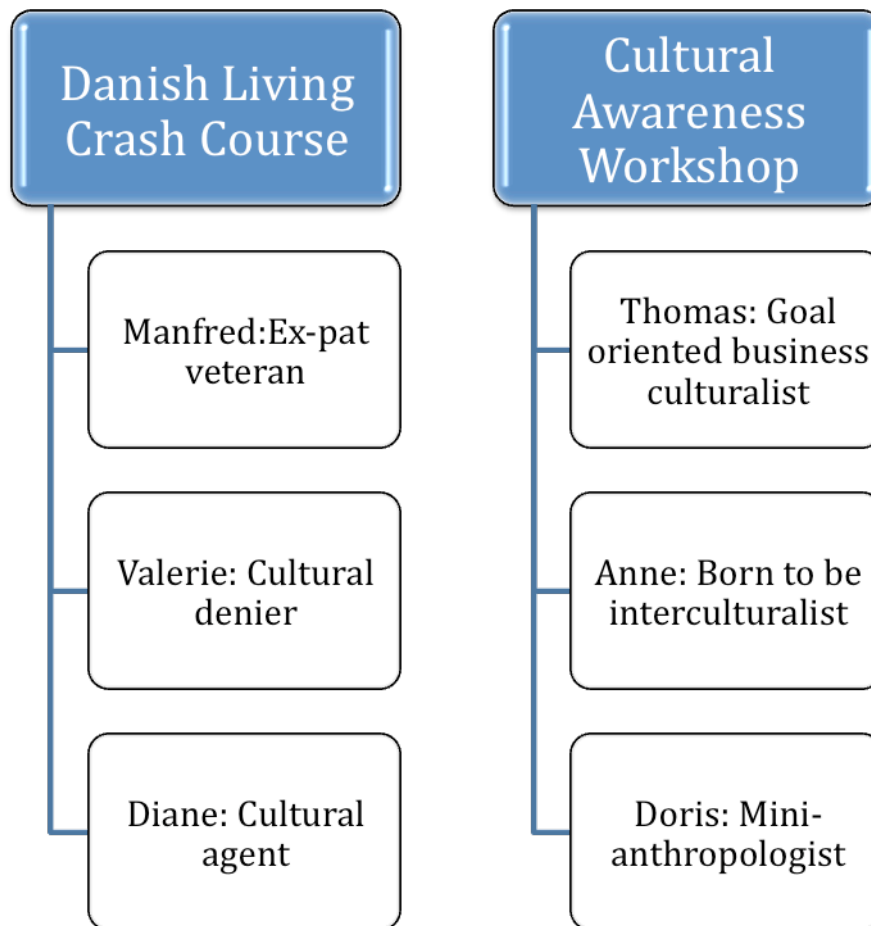 Danish Living
Crash Course
Manfred:Ex-pat
veteran
Valerie: Cultural
denier
Diane: Cultural
agent
Cultural
Awareness
Workshop
Thomas: Goal
oriented business
culturalist
Anne: Born to be
interculturalist
Doris: Mini-
anthropologist